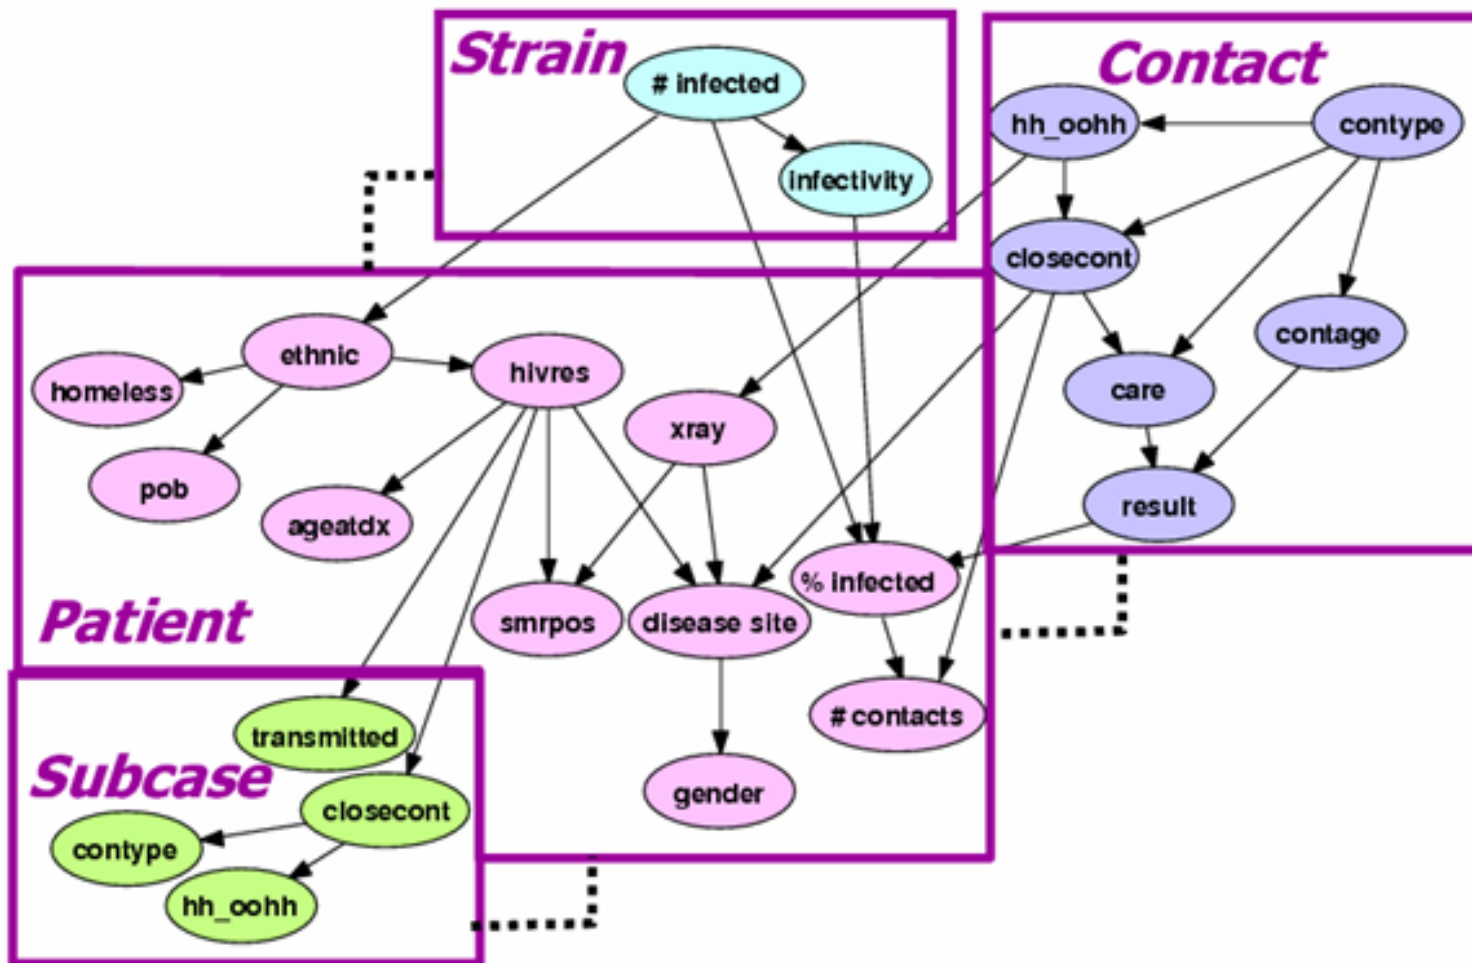 Strain
# infected
infectivity
Contact
hh_oohh
contype
closecont
contage
care
result
ethnic
homeless
hivres
pob
xray
ageatdx
% infected
smrpos
disease site
Patient
# contacts
gender
transmitted
Subcase
closecont
contype
hh_oohh